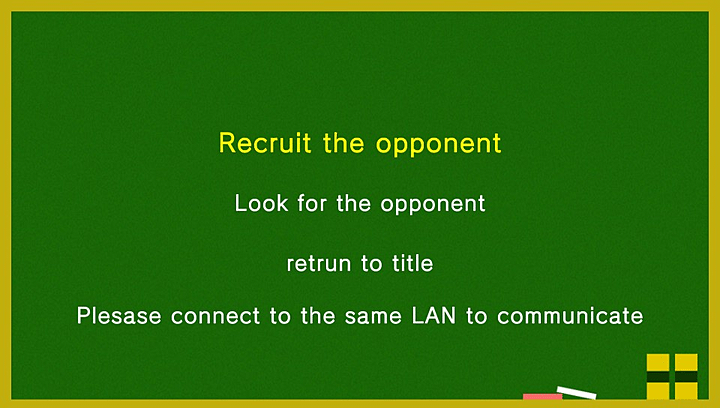 Recruit the opponent
Look for the opponent
retrun to title
Plesase connect to the same LAN to communicate